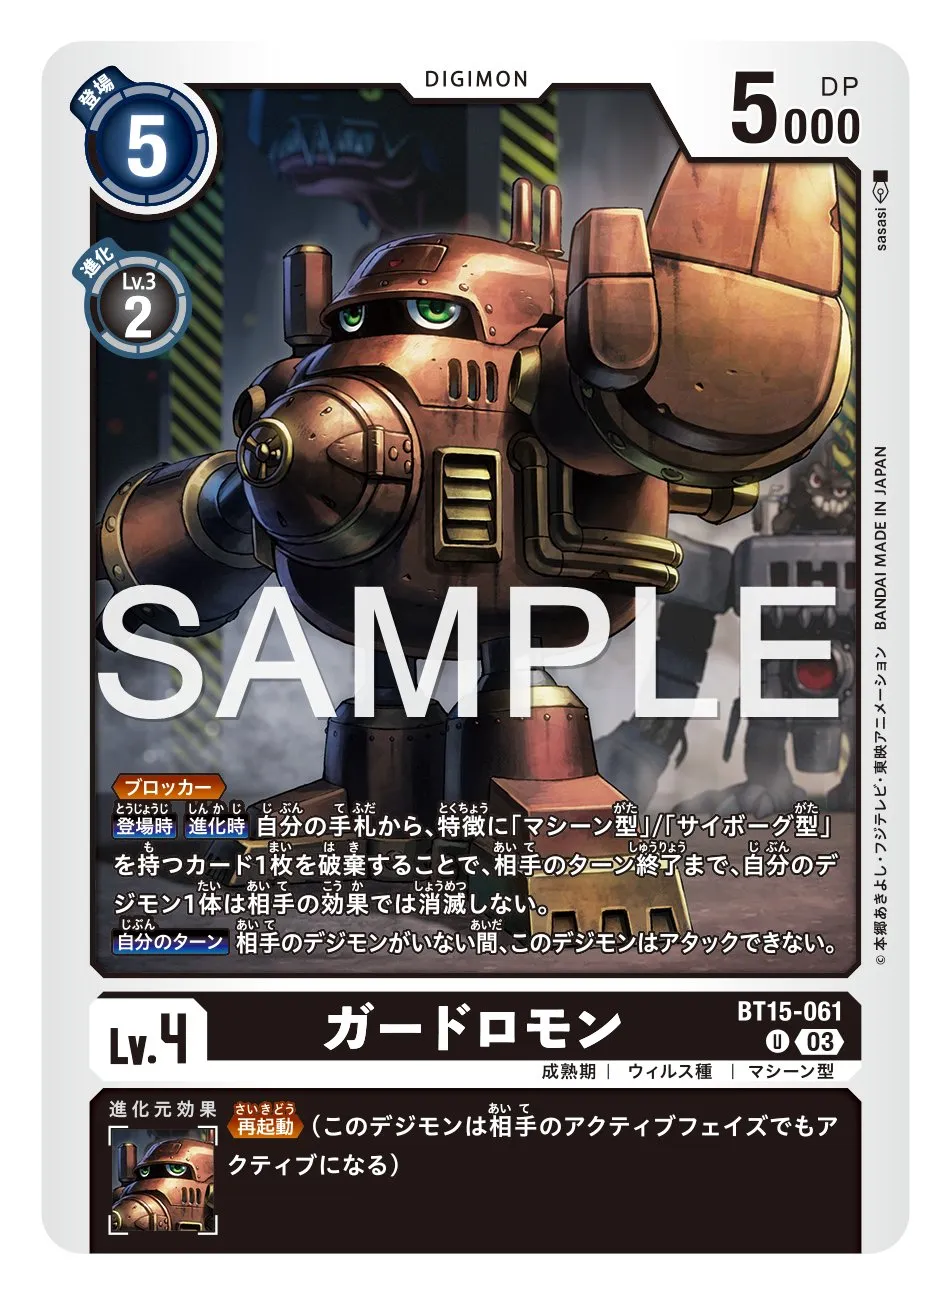 DIGIMON
登場
5
5000
DP
進化
Lv.3
2
sasasi
BANDAI MADE IN JAPAN
©本郷あきよし・フジテレビ・東映アニメーション
SAMPLE
ブロッカー
登場時 進化時 自分の手札から、特徴に「マシーン型」/「サイボーグ型」
を持つカード1枚を破棄することで、相手のターン終了まで、自分のデ
ジモン1体は相手の効果では消滅しない。
自分のターン 相手のデジモンがいない間、このデジモンはアタックできない。
Lv.4
ガードロモン
BT15-061
U 03
成熟期 | ウィルス種 | マシーン型
進化元効果
再起動 (このデジモンは相手のアクティブフェイズでもア
クティブになる)